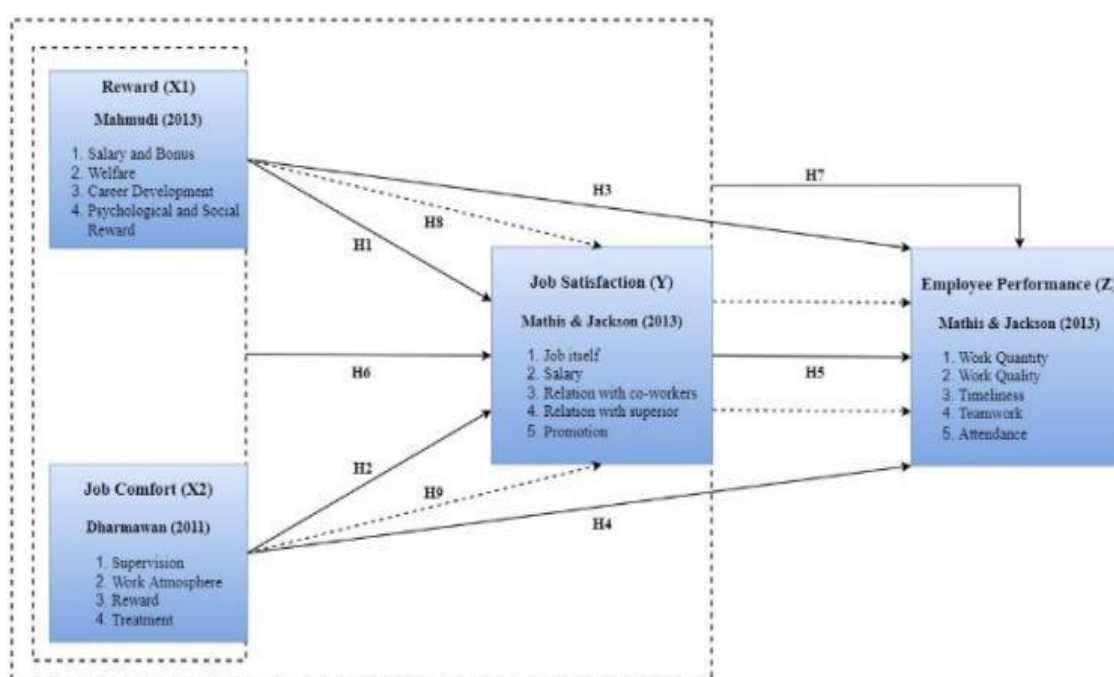 Reward (X1)
Mahmudi (2013)
1. Salary and Bonus
2. Welfare
3. Career Development
4. Psychological and Social
Reward
H3
H7
H8
H1
Job Satisfaction (Y)
Mathis & Jackson (2013)
1. Job itself
2. Salary
3. Relation with co-workers
4. Relation with superior
5. Promotion
Employee Performance (Z)
Mathis & Jackson (2013)
1. Work Quantity
2. Work Quality
3. Timeliness
4. Teamwork
5. Attendance
H6
H5
H2
H9
H4
Job Comfort (X2)
Dharmawan (2011)
1. Supervision
2. Work Atmosphere
3. Reward
4. Treatment